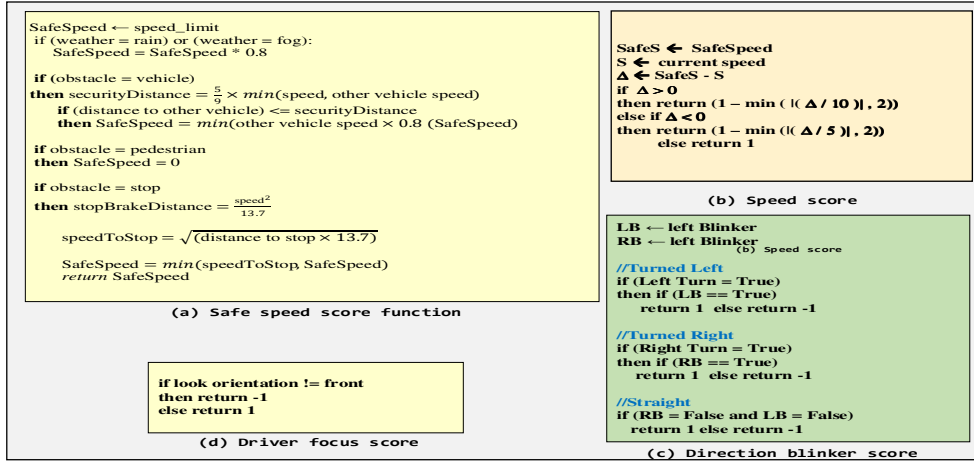 SafeSpeed ← speed_limit
if (weather = rain) or (weather = fog):
SafeSpeed = SafeSpeed * 0.8
if (obstacle = vehicle)
then securityDistance = 5/9 × min(speed, other vehicle speed)
if (distance to other vehicle) <= securityDistance
then SafeSpeed = min(other vehicle speed × 0.8 (SafeSpeed)
if obstacle = pedestrian
then SafeSpeed = 0
if obstacle = stop
then stopBrakeDistance = speed²/13.7
speedToStop = √(distance to stop × 13.7)
SafeSpeed = min(speedToStop, SafeSpeed)
return SafeSpeed
(a) Safe speed score function
if look orientation != front
then return -1
else return 1
(d) Driver focus score
SafeS ← SafeSpeed
S ← current speed
Δ ← SafeS - S
if Δ > 0
then return (1 – min ( |( Δ / 10 )| , 2))
else if Δ < 0
then return (1 – min (|( Δ / 5 )| , 2))
else return 1
(b) Speed score
LB ← left Blinker
RB ← left Blinker
(b) Speed score
//Turned Left
if (Left Turn = True)
then if (LB == True)
return 1 else return -1
//Turned Right
if (Right Turn = True)
then if (RB == True)
return 1 else return -1
//Straight
if (RB = False and LB = False)
return 1 else return -1
(c) Direction blinker score